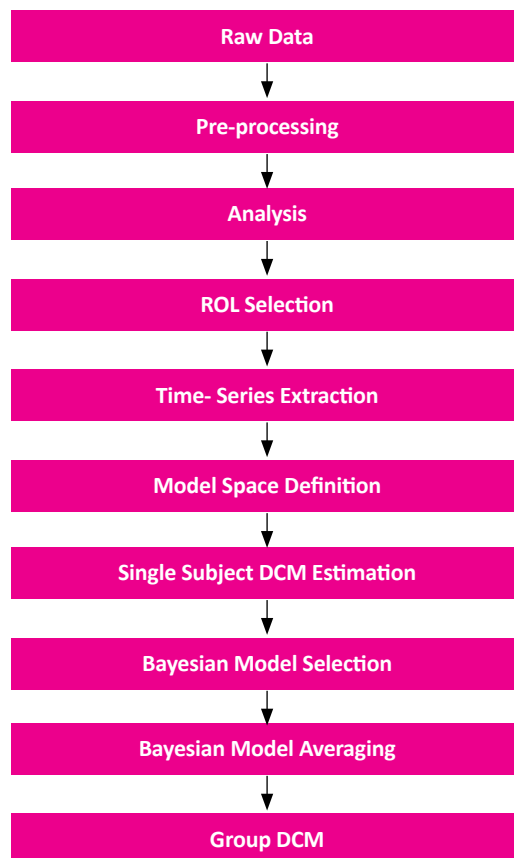 Raw Data
Pre-processing
Analysis
ROL Selection
Time- Series Extraction
Model Space Definition
Single Subject DCM Estimation
Bayesian Model Selection
Bayesian Model Averaging
Group DCM